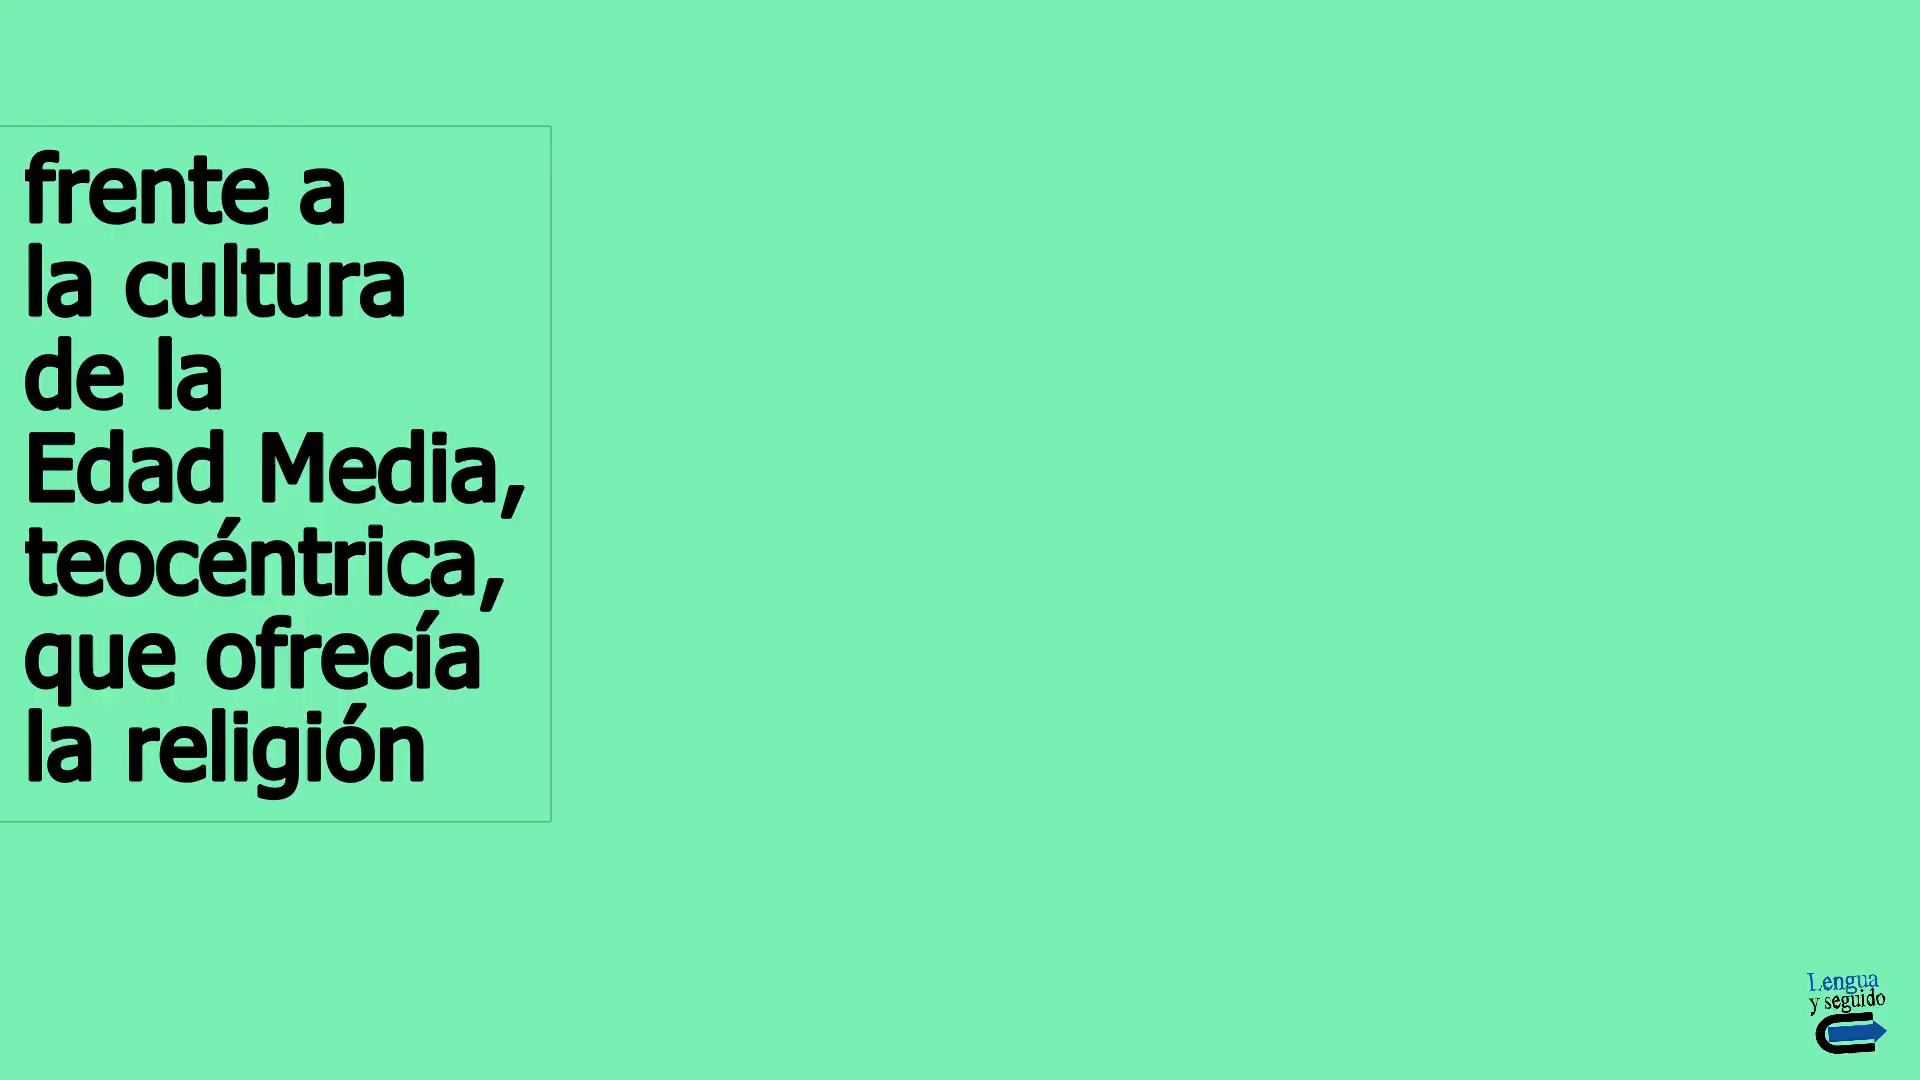 frente a
la cultura
de la
Edad Media,
teocéntrica,
que ofrecía
la religión
Lengua
y seguido